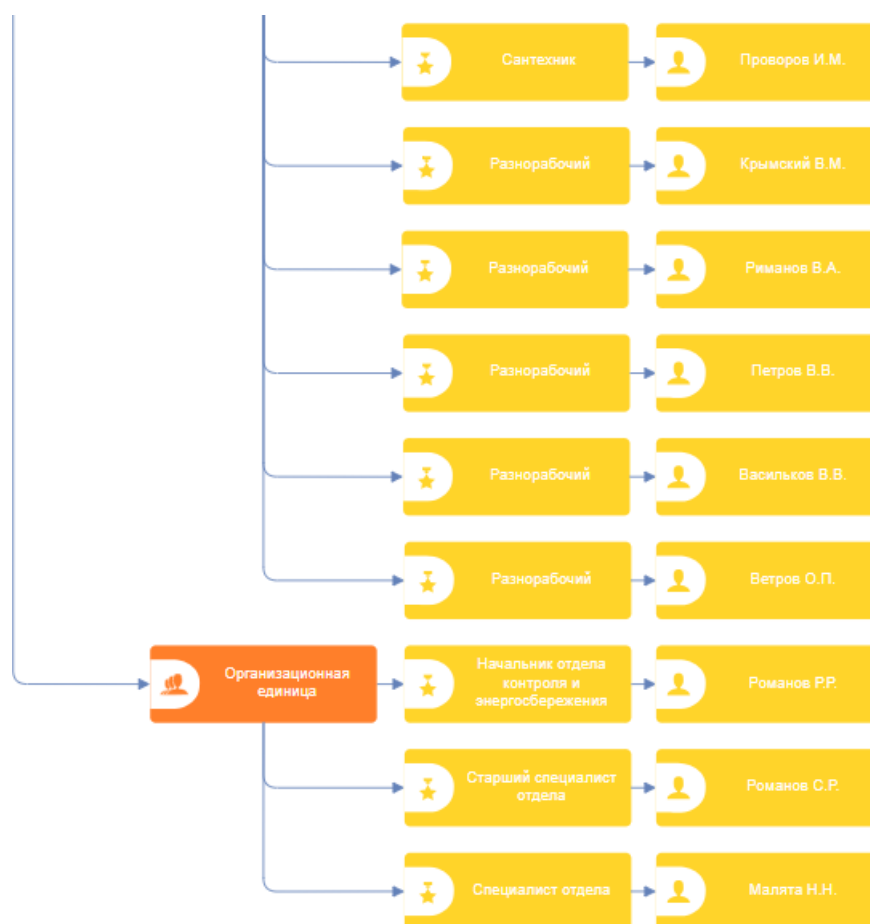 Сантехник
Проворов И.М.
Разнорабочий
Крымский В.М.
Разнорабочий
Риманов В.А.
Разнорабочий
Петров В.В.
Разнорабочий
Васильков В.В.
Разнорабочий
Ветров О.П.
Организационная
единица
Начальник отдела
контроля и
энергосбережения
Романов Р.Р.
Старший специалист
отдела
Романов С.Р.
Специалист отдела
Малята Н.Н.